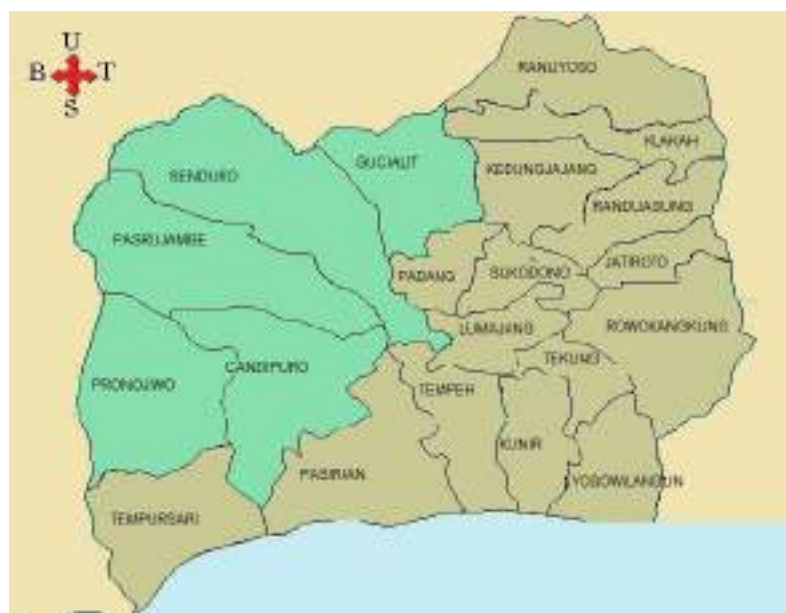 U
B T
S
RANUYOSO
KLAKAH
GUCIALIT
KEDUNGJAJANG
SENDURO
RANDUAGUNG
PASRUJAMBE
PADANG
SUKODONO
JATIROTO
LUMAJANG
ROWOKANGKUNG
TEKUNG
CANDIPURO
PRONOJIWO
TEMPEH
KUNIR
PASIRIAN
YOSOWILANGUN
TEMPURSARI